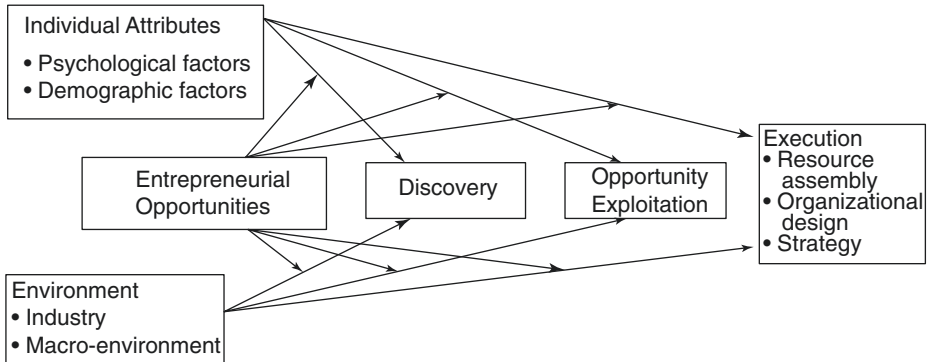 Individual Attributes
• Psychological factors
• Demographic factors
Entrepreneurial
Opportunities
Discovery
Opportunity
Exploitation
Execution
• Resource
assembly
• Organizational
design
• Strategy
Environment
• Industry
• Macro-environment